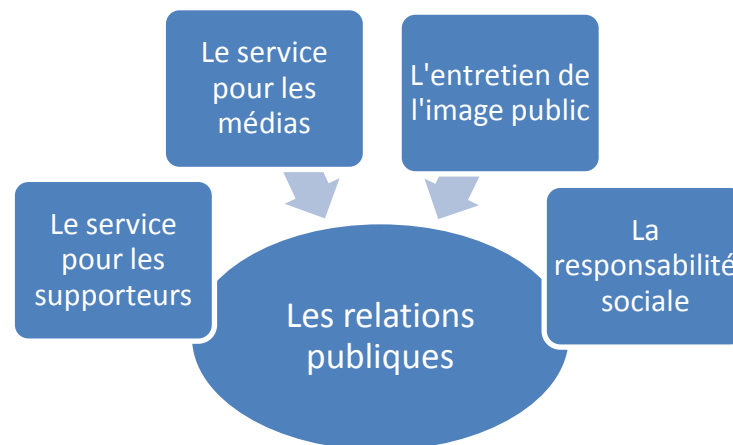 Le service
pour les
médias
L'entretien de
l'image public
Le service
pour les
supporteurs
La
responsabilité
sociale
Les relations
publiques